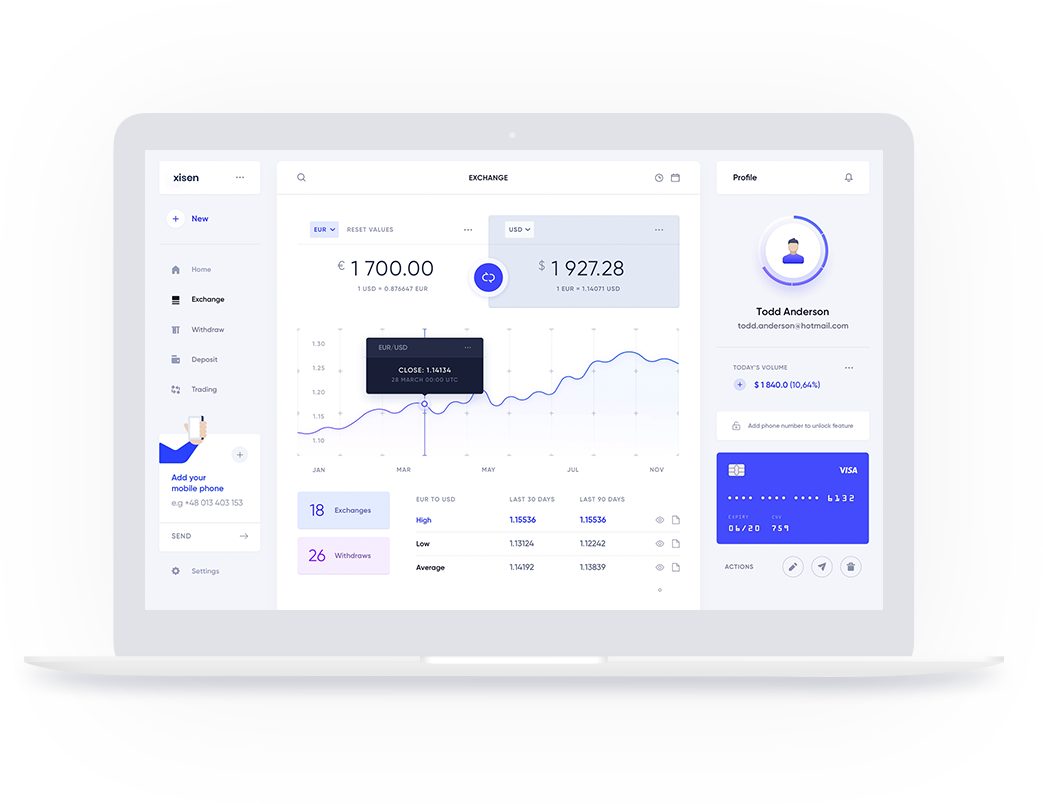 xisen
New
Home
Exchange
Withdraw
Deposit
Trading
Add your
mobile phone
e.g +48 013 403 153
SEND
Settings
EXCHANGE
EUR RESET VALUES
€ 1 700.00
1 USD = 0.876647 EUR
USD
$ 1 927.28
1 EUR = 1.14071 USD
1.30
1.25
1.20
1.15
1.10
EUR/USD
CLOSE: 1.14134
28 MARCH 00:00 UTC
JAN MAR MAY JUL NOV
18 Exchanges
26 Withdraws
EUR TO USD LAST 30 DAYS LAST 90 DAYS
High 1.15536 1.15536
Low 1.13124 1.12242
Average 1.14192 1.13839
Profile
Todd Anderson
todd.anderson@hotmail.com
TODAY'S VOLUME
+ $ 1 840.0 (10,64%)
Add phone number to unlock feature
VISA
•••• •••• •••• 6132
EXPIRY CVV
06/20 759
ACTIONS